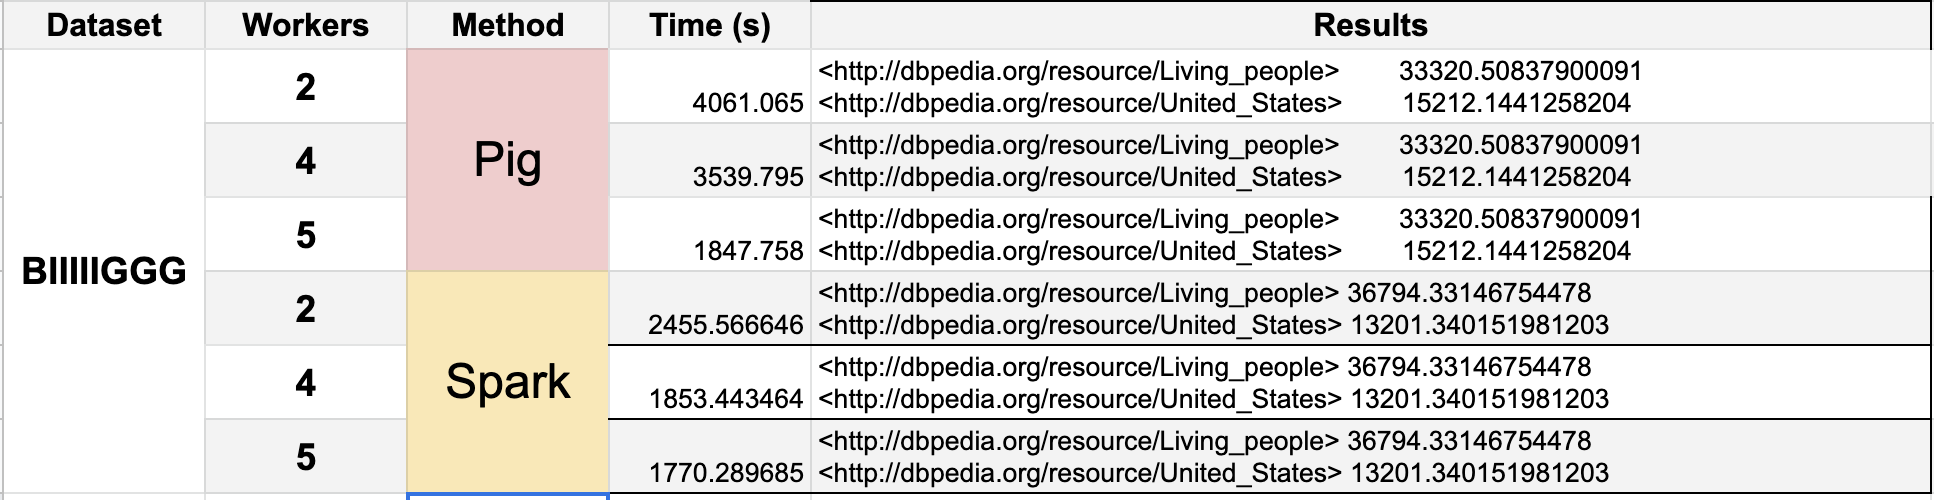 Dataset Workers Method Time (s) Results
BIIIIIGGG
2 Pig 4061.065 <http://dbpedia.org/resource/Living_people> 33320.50837900091
<http://dbpedia.org/resource/United_States> 15212.1441258204
4 3539.795 <http://dbpedia.org/resource/Living_people> 33320.50837900091
<http://dbpedia.org/resource/United_States> 15212.1441258204
5 1847.758 <http://dbpedia.org/resource/Living_people> 33320.50837900091
<http://dbpedia.org/resource/United_States> 15212.1441258204
2 Spark 2455.566646 <http://dbpedia.org/resource/Living_people> 36794.33146754478
<http://dbpedia.org/resource/United_States> 13201.340151981203
4 1853.443464 <http://dbpedia.org/resource/Living_people> 36794.33146754478
<http://dbpedia.org/resource/United_States> 13201.340151981203
5 1770.289685 <http://dbpedia.org/resource/Living_people> 36794.33146754478
<http://dbpedia.org/resource/United_States> 13201.340151981203